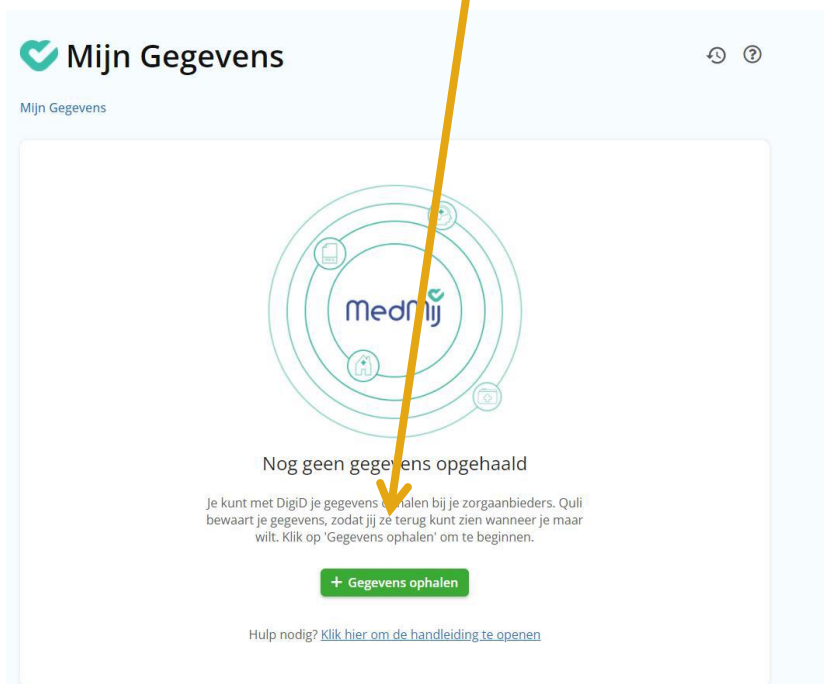 Mijn Gegevens
Mijn Gegevens
MedMij
Nog geen gegevens opgehaald
Je kunt met DigiD je gegevens ophalen bij je zorgaanbieders. Quli
bewaart je gegevens, zodat jij ze terug kunt zien wanneer je maar
wilt. Klik op 'Gegevens ophalen' om te beginnen.
+ Gegevens ophalen
Hulp nodig? Klik hier om de handleiding te openen